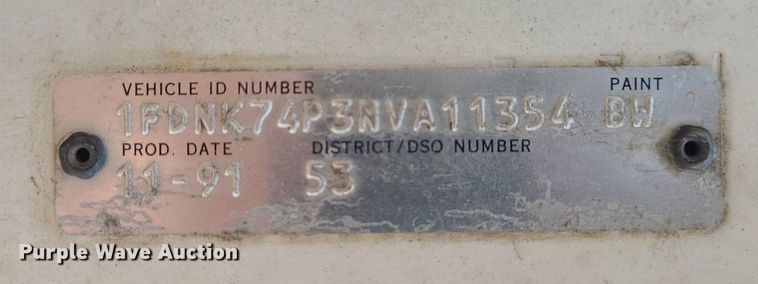 VEHICLE ID NUMBER PAINT
1FDNK74P3NVA11354 BW
PROD. DATE DISTRICT/DSO NUMBER
11-91 53
Purple Wave Auction